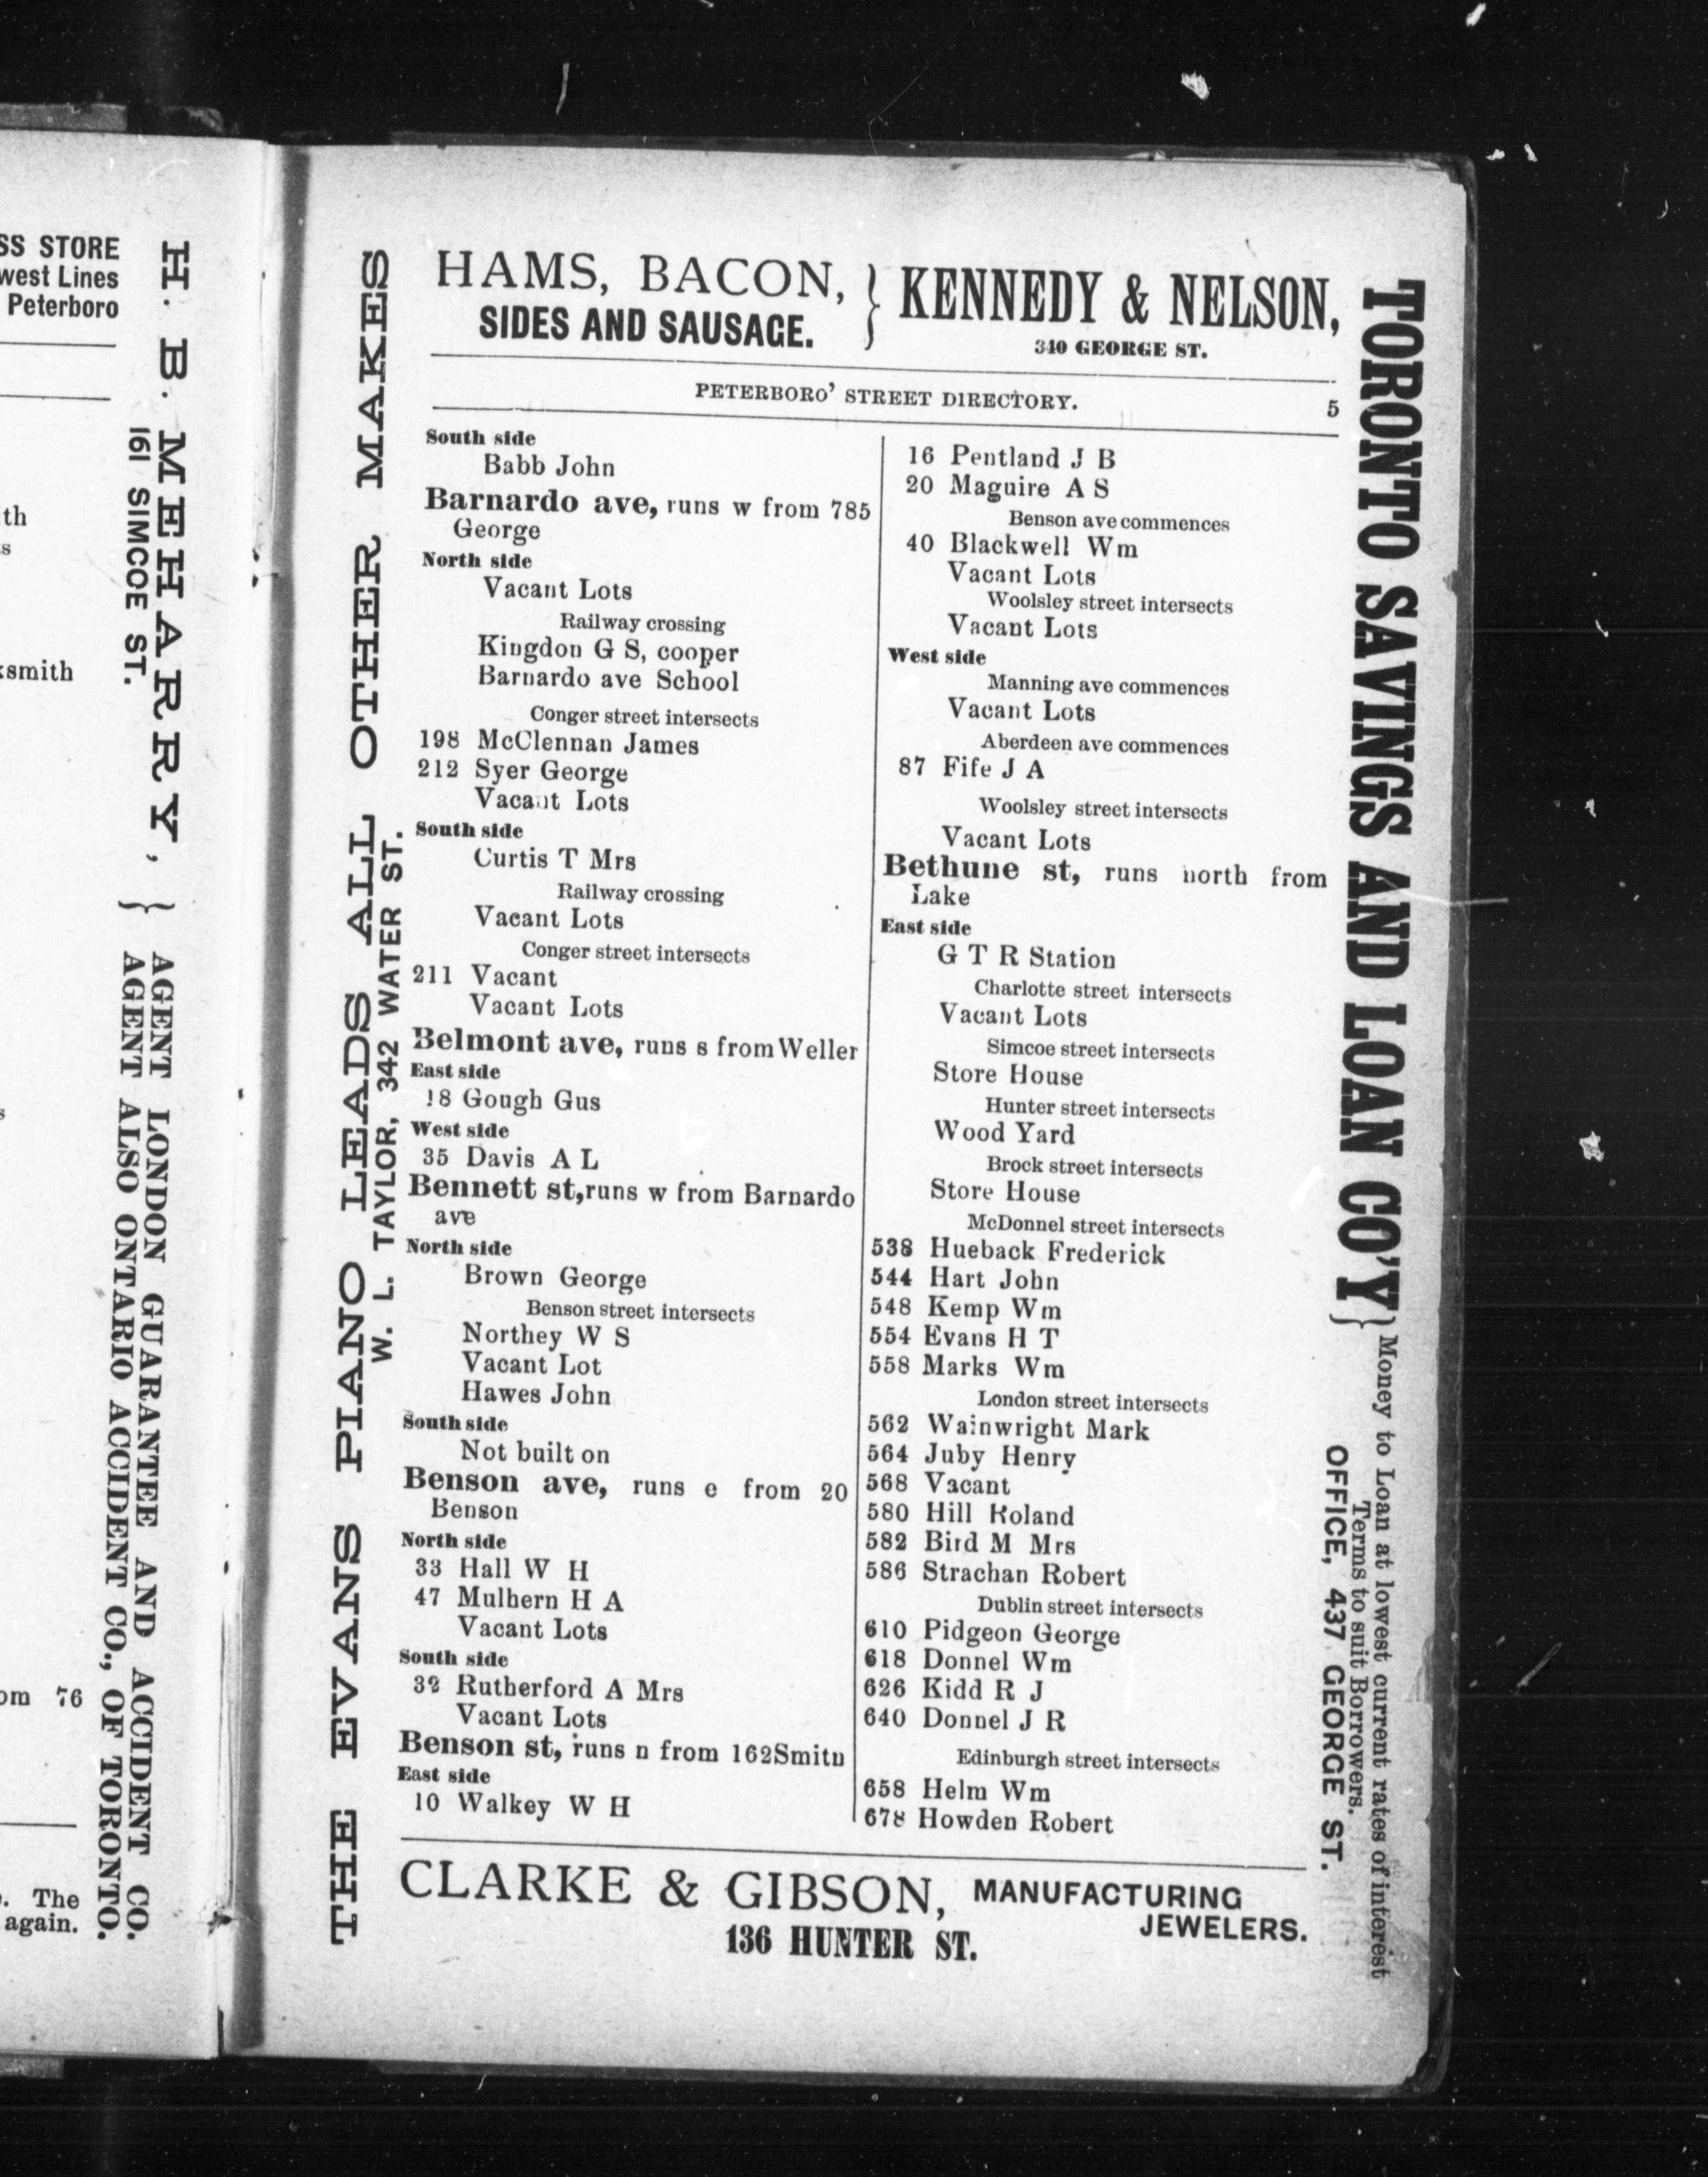 SS STORE
west Lines
Peterboro
th
s
ksmith
s
om 76
. The
again.
H. B. MEHARRY,
161 SIMCOE ST.
} AGENT LONDON GUARANTEE AND ACCIDENT CO.
AGENT ALSO ONTARIO ACCIDENT CO., OF TORONTO.
THE EVANS PIANO LEADS ALL OTHER MAKES
W. L. TAYLOR, 342 WATER ST.
HAMS, BACON,
SIDES AND SAUSAGE.
} KENNEDY & NELSON,
340 GEORGE ST.
PETERBORO' STREET DIRECTORY. 5
South side
Babb John
Barnardo ave, runs w from 785
George
North side
Vacant Lots
Railway crossing
Kingdon G S, cooper
Barnardo ave School
Conger street intersects
198 McClennan James
212 Syer George
Vacant Lots
South side
Curtis T Mrs
Railway crossing
Vacant Lots
Conger street intersects
211 Vacant
Vacant Lots
Belmont ave, runs s from Weller
East side
18 Gough Gus
West side
35 Davis A L
Bennett st, runs w from Barnardo
ave
North side
Brown George
Benson street intersects
Northey W S
Vacant Lot
Hawes John
South side
Not built on
Benson ave, runs e from 20
Benson
North side
33 Hall W H
47 Mulhern H A
Vacant Lots
South side
32 Rutherford A Mrs
Vacant Lots
Benson st, runs n from 162 Smitn
East side
10 Walkey W H
16 Pentland J B
20 Maguire A S
Benson ave commences
40 Blackwell Wm
Vacant Lots
Woolsley street intersects
Vacant Lots
West side
Manning ave commences
Vacant Lots
Aberdeen ave commences
87 Fife J A
Woolsley street intersects
Vacant Lots
Bethune st, runs north from
Lake
East side
G T R Station
Charlotte street intersects
Vacant Lots
Simcoe street intersects
Store House
Hunter street intersects
Wood Yard
Brock street intersects
Store House
McDonnel street intersects
538 Hueback Frederick
544 Hart John
548 Kemp Wm
554 Evans H T
558 Marks Wm
London street intersects
562 Wainwright Mark
564 Juby Henry
568 Vacant
580 Hill Roland
582 Bird M Mrs
586 Strachan Robert
Dublin street intersects
610 Pidgeon George
618 Donnel Wm
626 Kidd R J
640 Donnel J R
Edinburgh street intersects
658 Helm Wm
678 Howden Robert
CLARKE & GIBSON, MANUFACTURING
JEWELERS.
136 HUNTER ST.
TORONTO SAVINGS AND LOAN CO'Y
} Money to Loan at lowest current rates of interest
Terms to suit Borrowers.
OFFICE, 437 GEORGE ST.